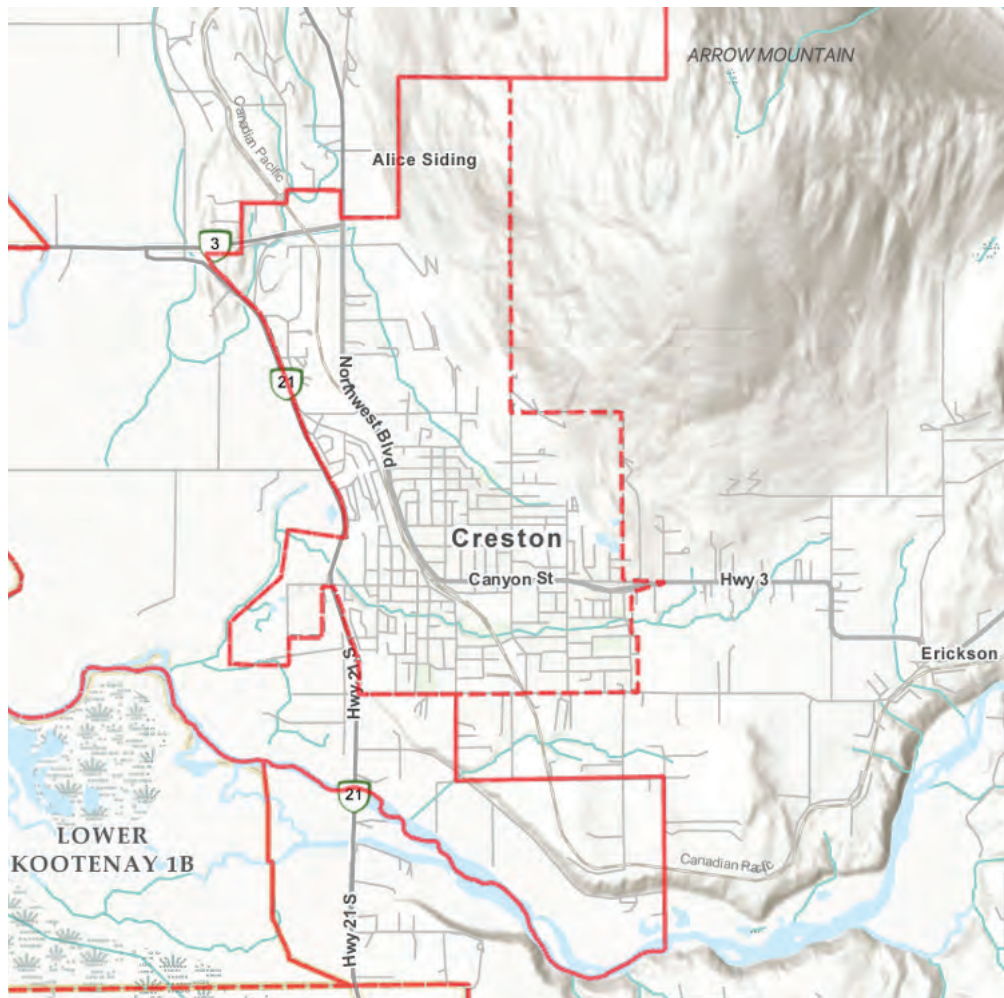 ARROW MOUNTAIN
Canadian Pacific
Alice Siding
3
21
Northwest Blvd
Creston
Canyon St
Hwy 3
Erickson
Hwy 21 S
21
LOWER
KOOTENAY 1B
Canadian Pacific
Hwy 21 S